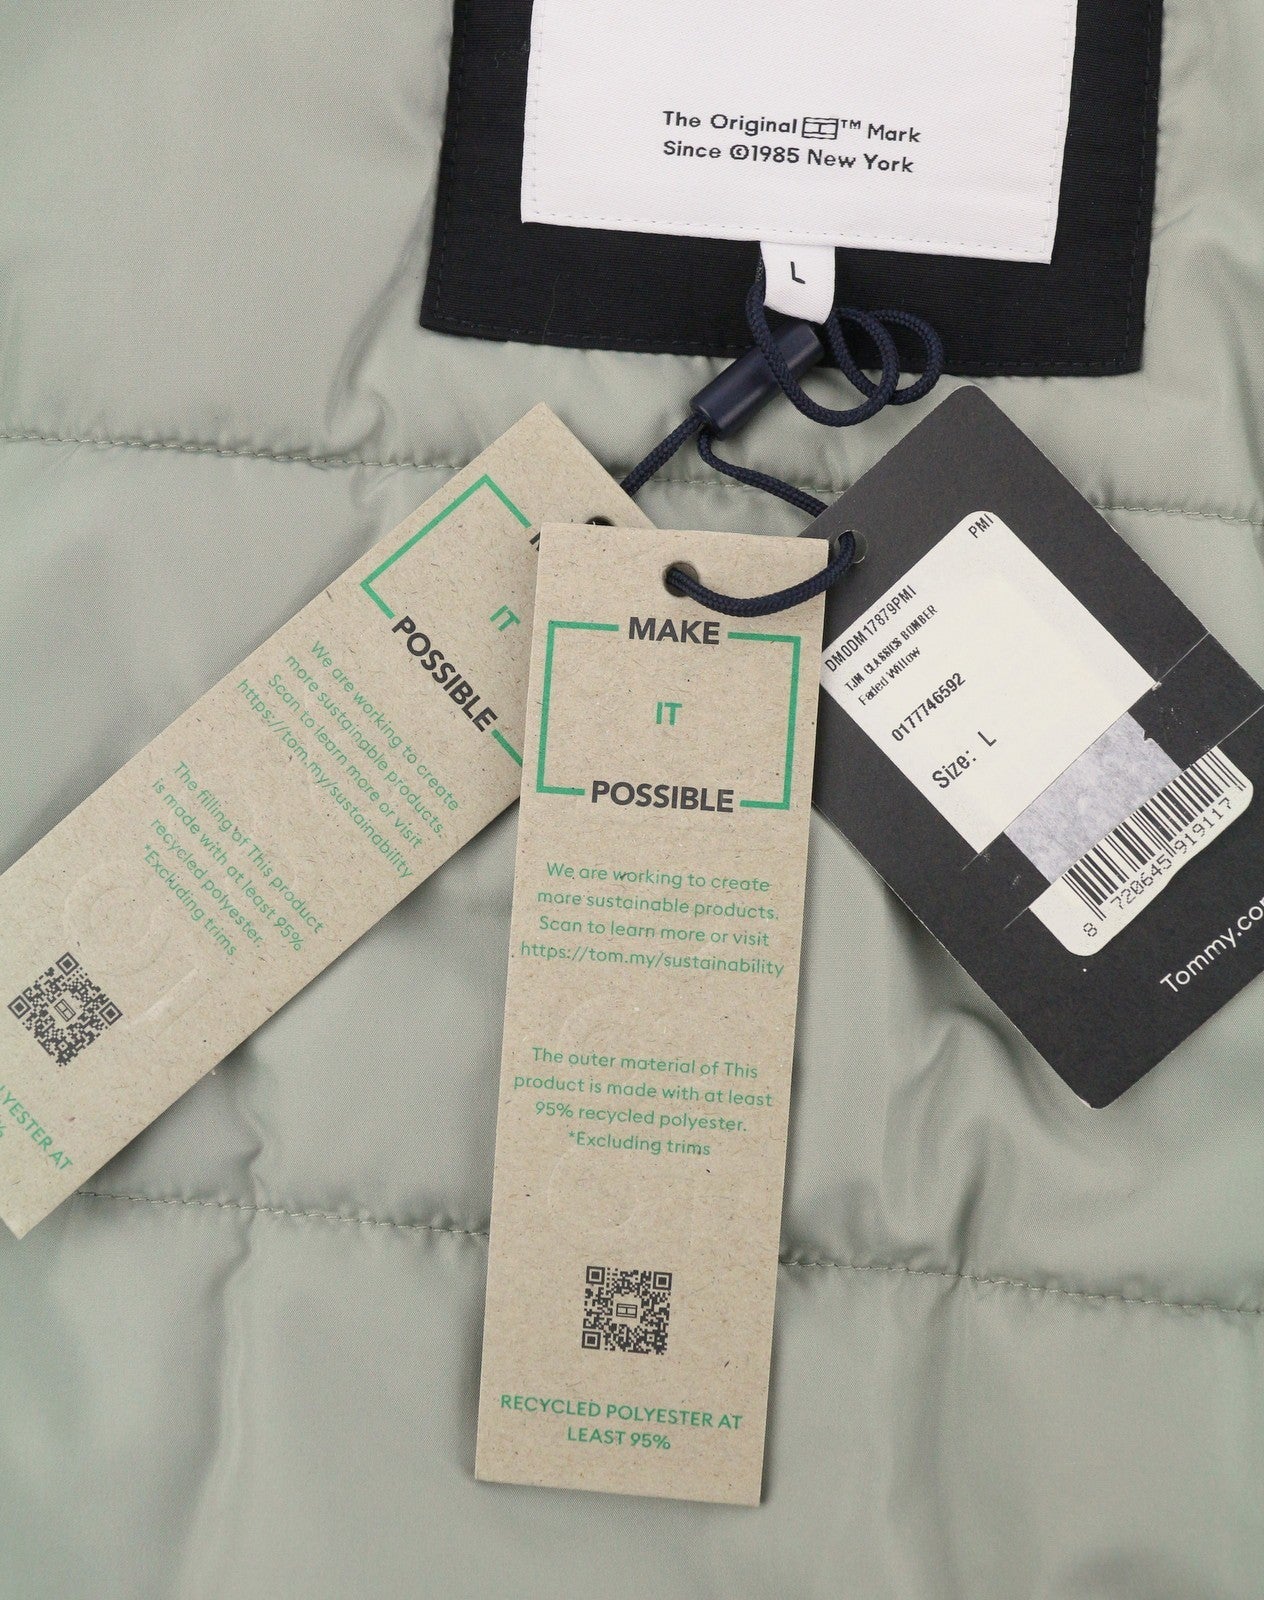 The Original ™ Mark
Since ©1985 New York
L
IT
POSSIBLE
We are working to create
more sustainable products.
Scan to learn more or visit
https://tom.my/sustainability
The filling of This product
is made with at least 95%
recycled polyester.
*Excluding trims
LYESTER AT
%
MAKE
IT
POSSIBLE
We are working to create
more sustainable products.
Scan to learn more or visit
https://tom.my/sustainability
The outer material of This
product is made with at least
95% recycled polyester.
*Excluding trims
RECYCLED POLYESTER AT
LEAST 95%
PMI
DM0DM17879PMI
TJM CLASSICS BOMBER
Faded Willow
0177746592
Size: L
8 720645 919117
Tommy.co